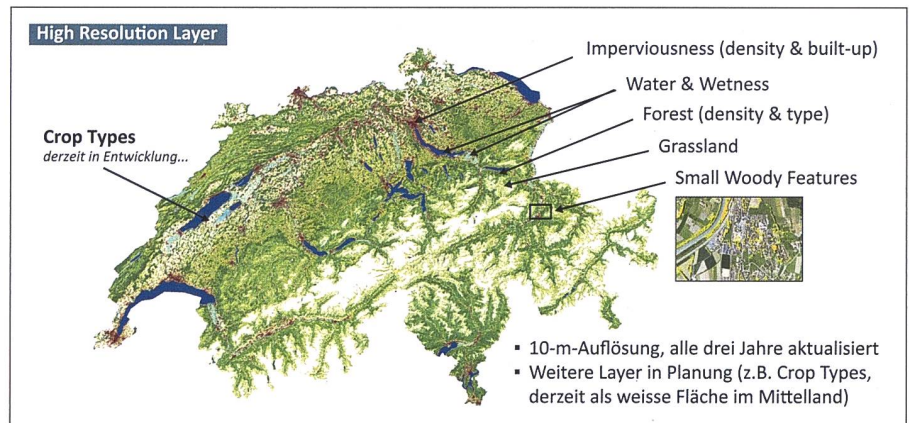 High Resolution Layer
Imperviousness (density & built-up)
Water & Wetness
Forest (density & type)
Grassland
Small Woody Features
Crop Types
derzeit in Entwicklung...
▪ 10-m-Auflösung, alle drei Jahre aktualisiert
▪ Weitere Layer in Planung (z.B. Crop Types,
derzeit als weisse Fläche im Mittelland)